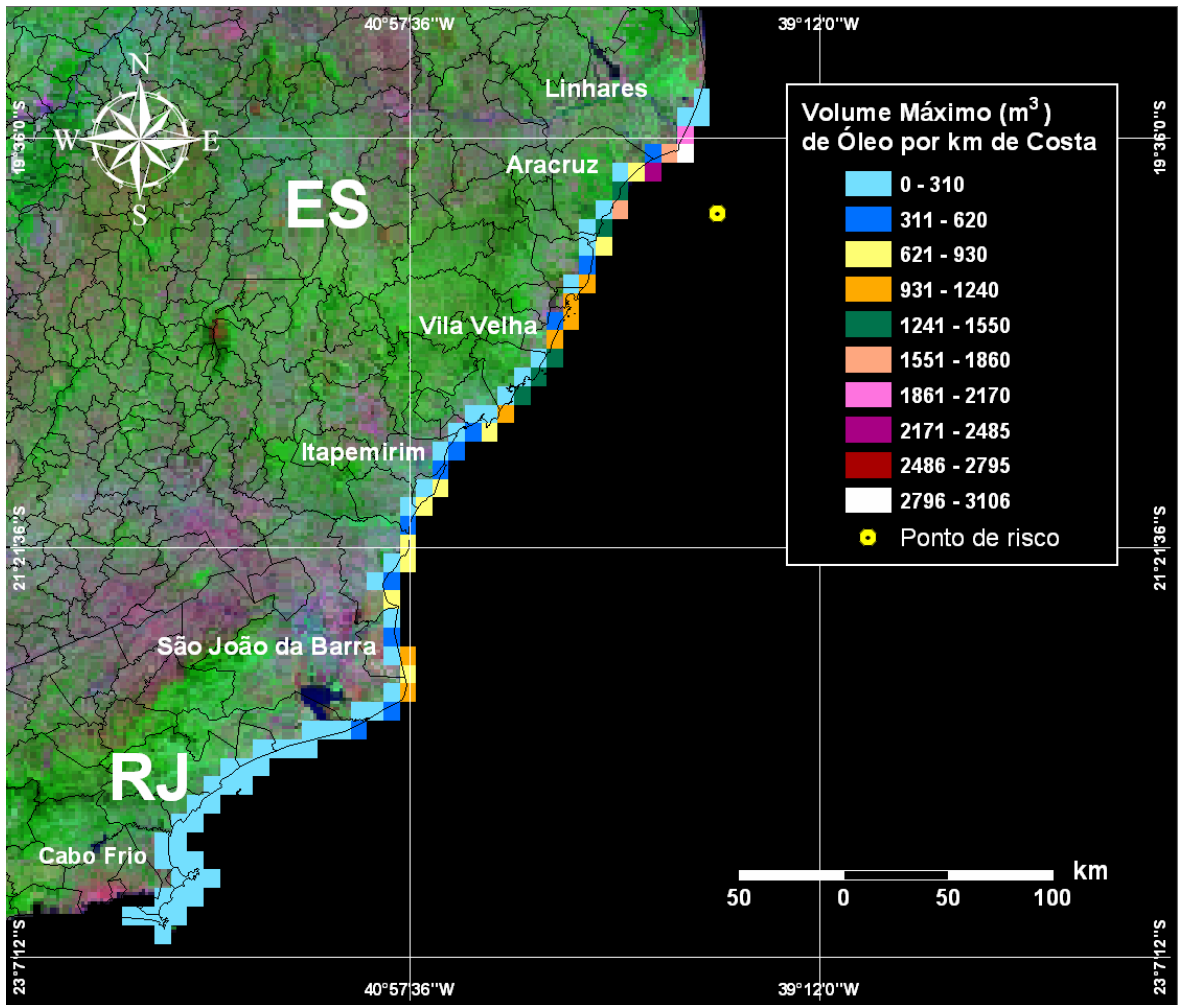 40°57'36"W
39°12'0"W
N
W
E
S
19°36'0"S
19°36'0"S
Linhares
Aracruz
ES
Vila Velha
Itapemirim
21°21'36"S
21°21'36"S
São João da Barra
RJ
Cabo Frio
Volume Máximo (m³)
de Óleo por km de Costa
0 - 310
311 - 620
621 - 930
931 - 1240
1241 - 1550
1551 - 1860
1861 - 2170
2171 - 2485
2486 - 2795
2796 - 3106
Ponto de risco
km
50 0 50 100
23°7'12"S
23°7'12"S
40°57'36"W
39°12'0"W